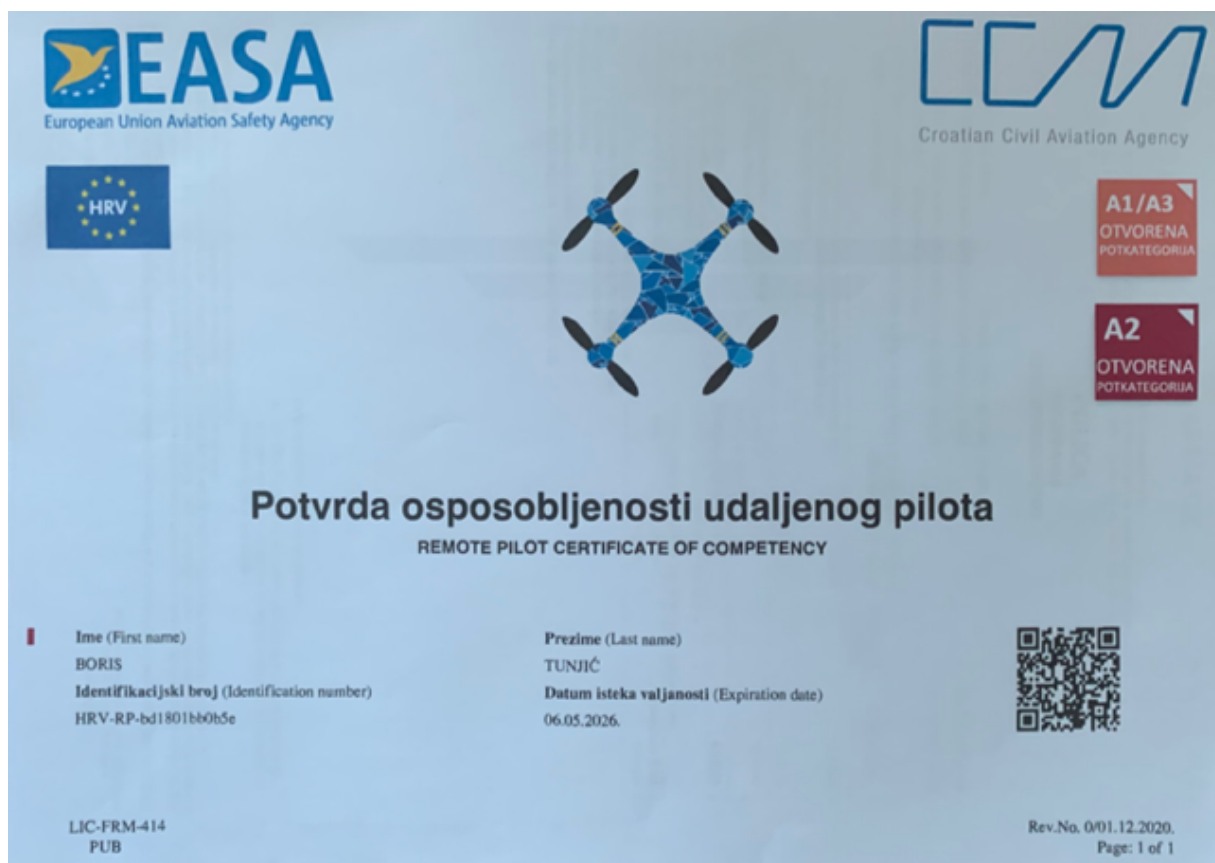 EASA
European Union Aviation Safety Agency
CCAA
Croatian Civil Aviation Agency
HRV
A1/A3
OTVORENA
POTKATEGORIJA
A2
OTVORENA
POTKATEGORIJA
Potvrda osposobljenosti udaljenog pilota
REMOTE PILOT CERTIFICATE OF COMPETENCY
Ime (First name)
BORIS
Identifikacijski broj (Identification number)
HRV-RP-bd1801bb0b5e
Prezime (Last name)
TUNJIĆ
Datum isteka valjanosti (Expiration date)
06.05.2026.
LIC-FRM-414
PUB
Rev.No. 0/01.12.2020.
Page: 1 of 1